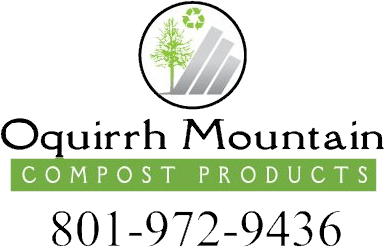 Oquirrh Mountain
COMPOST PRODUCTS
801-972-9436